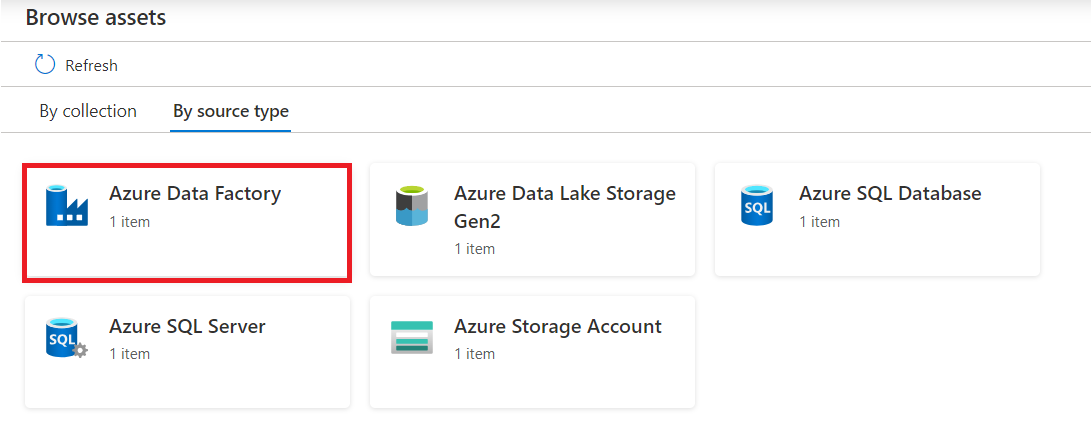 Browse assets
Refresh
By collection By source type
Azure Data Factory
1 item
Azure Data Lake Storage
Gen2
1 item
Azure SQL Database
1 item
SQL
SQL
Azure SQL Server
1 item
Azure Storage Account
1 item